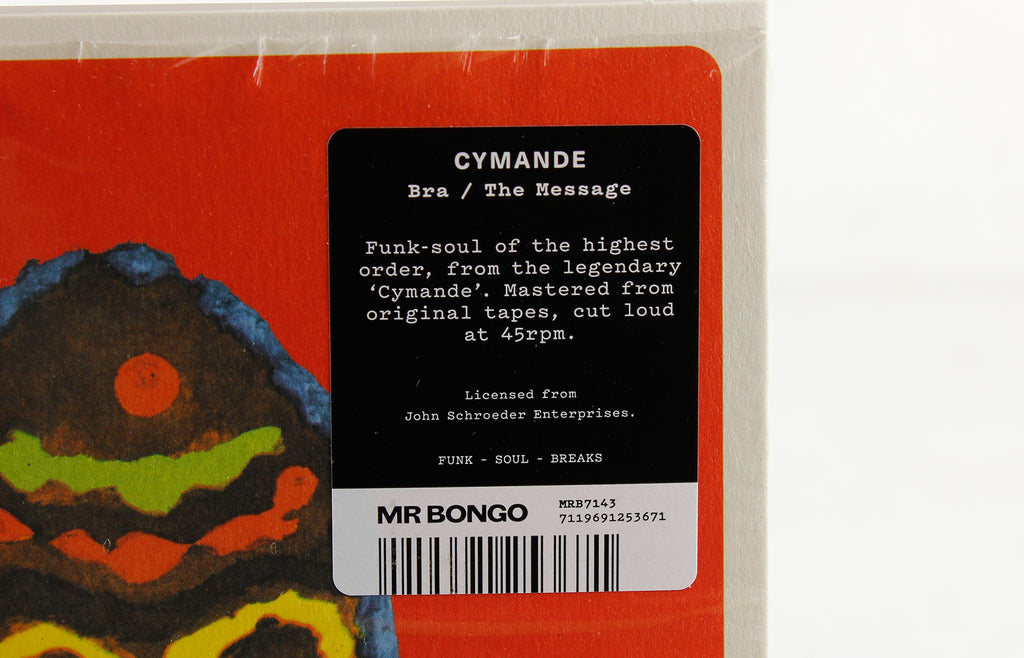 CYMANDE
Bra / The Message
Funk-soul of the highest
order, from the legendary
‘Cymande’. Mastered from
original tapes, cut loud
at 45rpm.
Licensed from
John Schroeder Enterprises.
FUNK - SOUL - BREAKS
MR BONGO
MRB7143
7119691253671